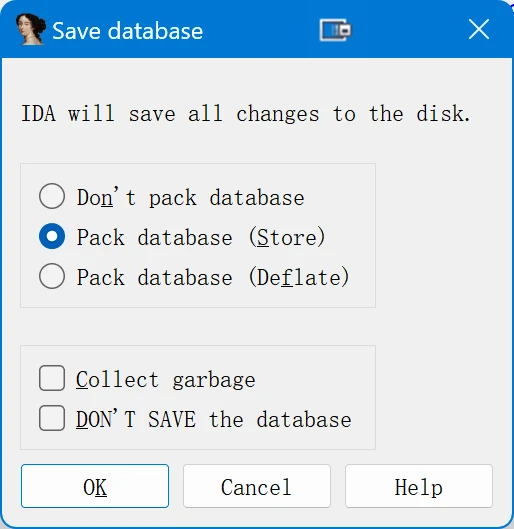 Save database
IDA will save all changes to the disk.
Don't pack database
Pack database (Store)
Pack database (Deflate)
Collect garbage
DON'T SAVE the database
OK
Cancel
Help